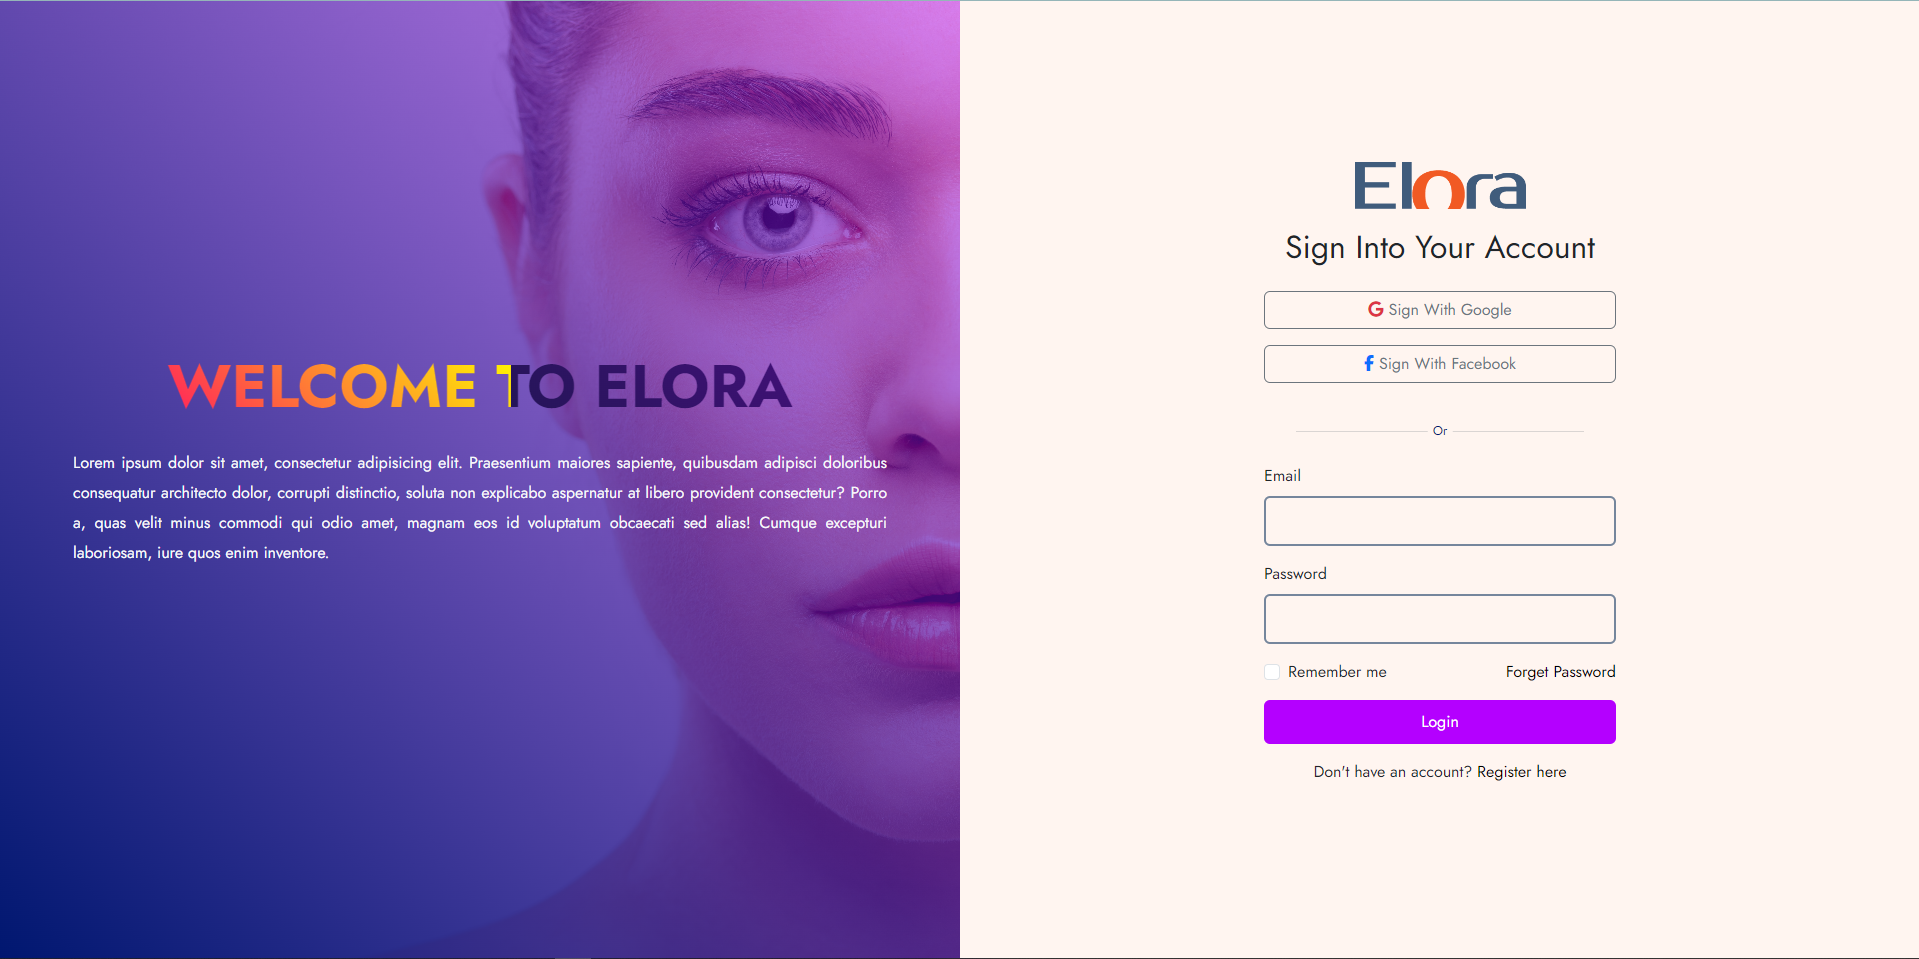 WELCOME TO ELORA
Lorem ipsum dolor sit amet, consectetur adipisicing elit. Praesentium maiores sapiente, quibusdam adipisci doloribus
consequatur architecto dolor, corrupti distinctio, soluta non explicabo aspernatur at libero provident consectetur? Porro
a, quas velit minus commodi qui odio amet, magnam eos id voluptatum obcaecati sed alias! Cumque excepturi
laboriosam, iure quos enim inventore.
Elora
Sign Into Your Account
Sign With Google
Sign With Facebook
Or
Email
Password
Remember me
Forget Password
Login
Don't have an account? Register here